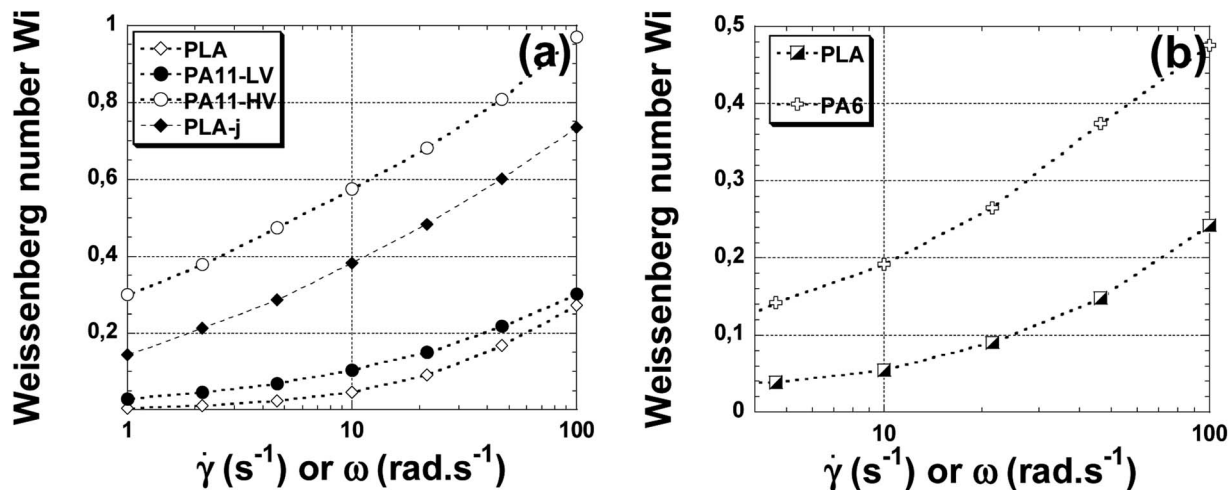 Weissenberg number Wi
1
0,8
0,6
0,4
0,2
1
10
100
γ̇ (s⁻¹) or ω (rad.s⁻¹)
PLA
PA11-LV
PA11-HV
PLA-j
(a)
Weissenberg number Wi
0,5
0,4
0,3
0,2
0,1
0
10
100
γ̇ (s⁻¹) or ω (rad.s⁻¹)
PLA
PA6
(b)